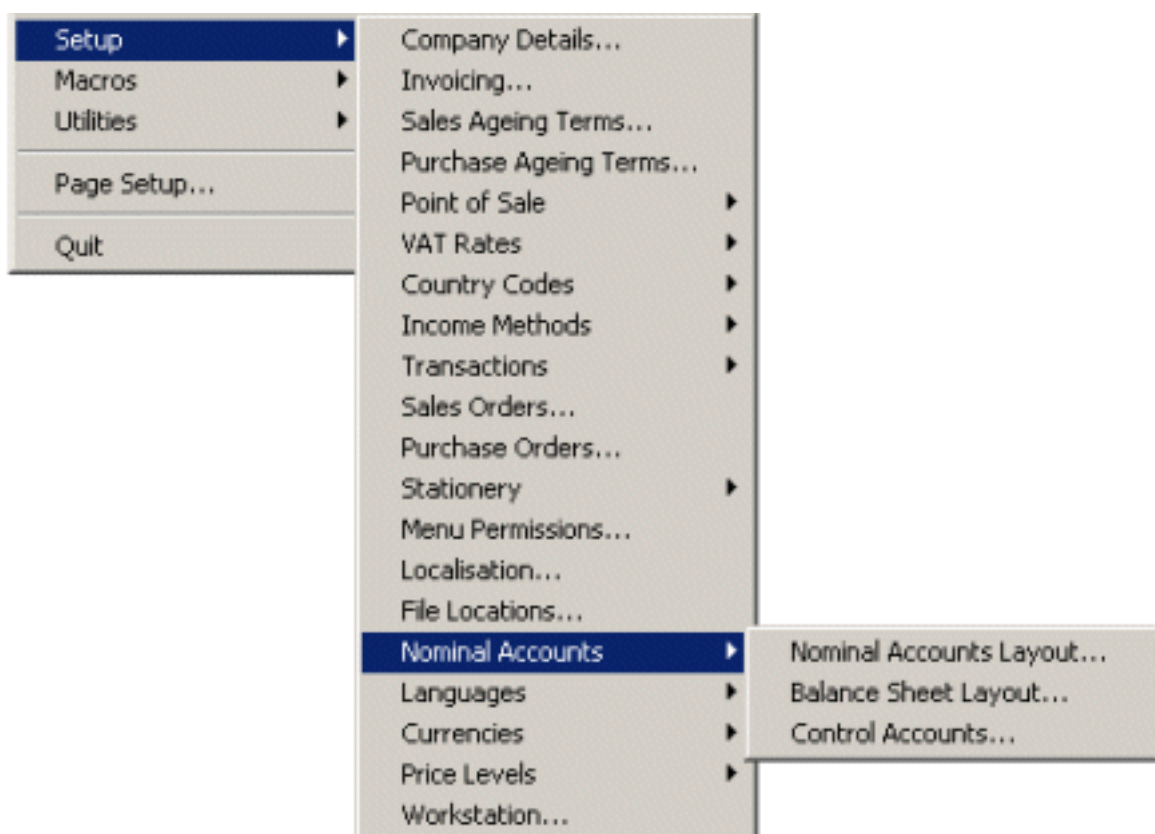 Setup
Macros
Utilities
Page Setup...
Quit
Company Details...
Invoicing...
Sales Ageing Terms...
Purchase Ageing Terms...
Point of Sale
VAT Rates
Country Codes
Income Methods
Transactions
Sales Orders...
Purchase Orders...
Stationery
Menu Permissions...
Localisation...
File Locations...
Nominal Accounts
Languages
Currencies
Price Levels
Workstation...
Nominal Accounts Layout...
Balance Sheet Layout...
Control Accounts...